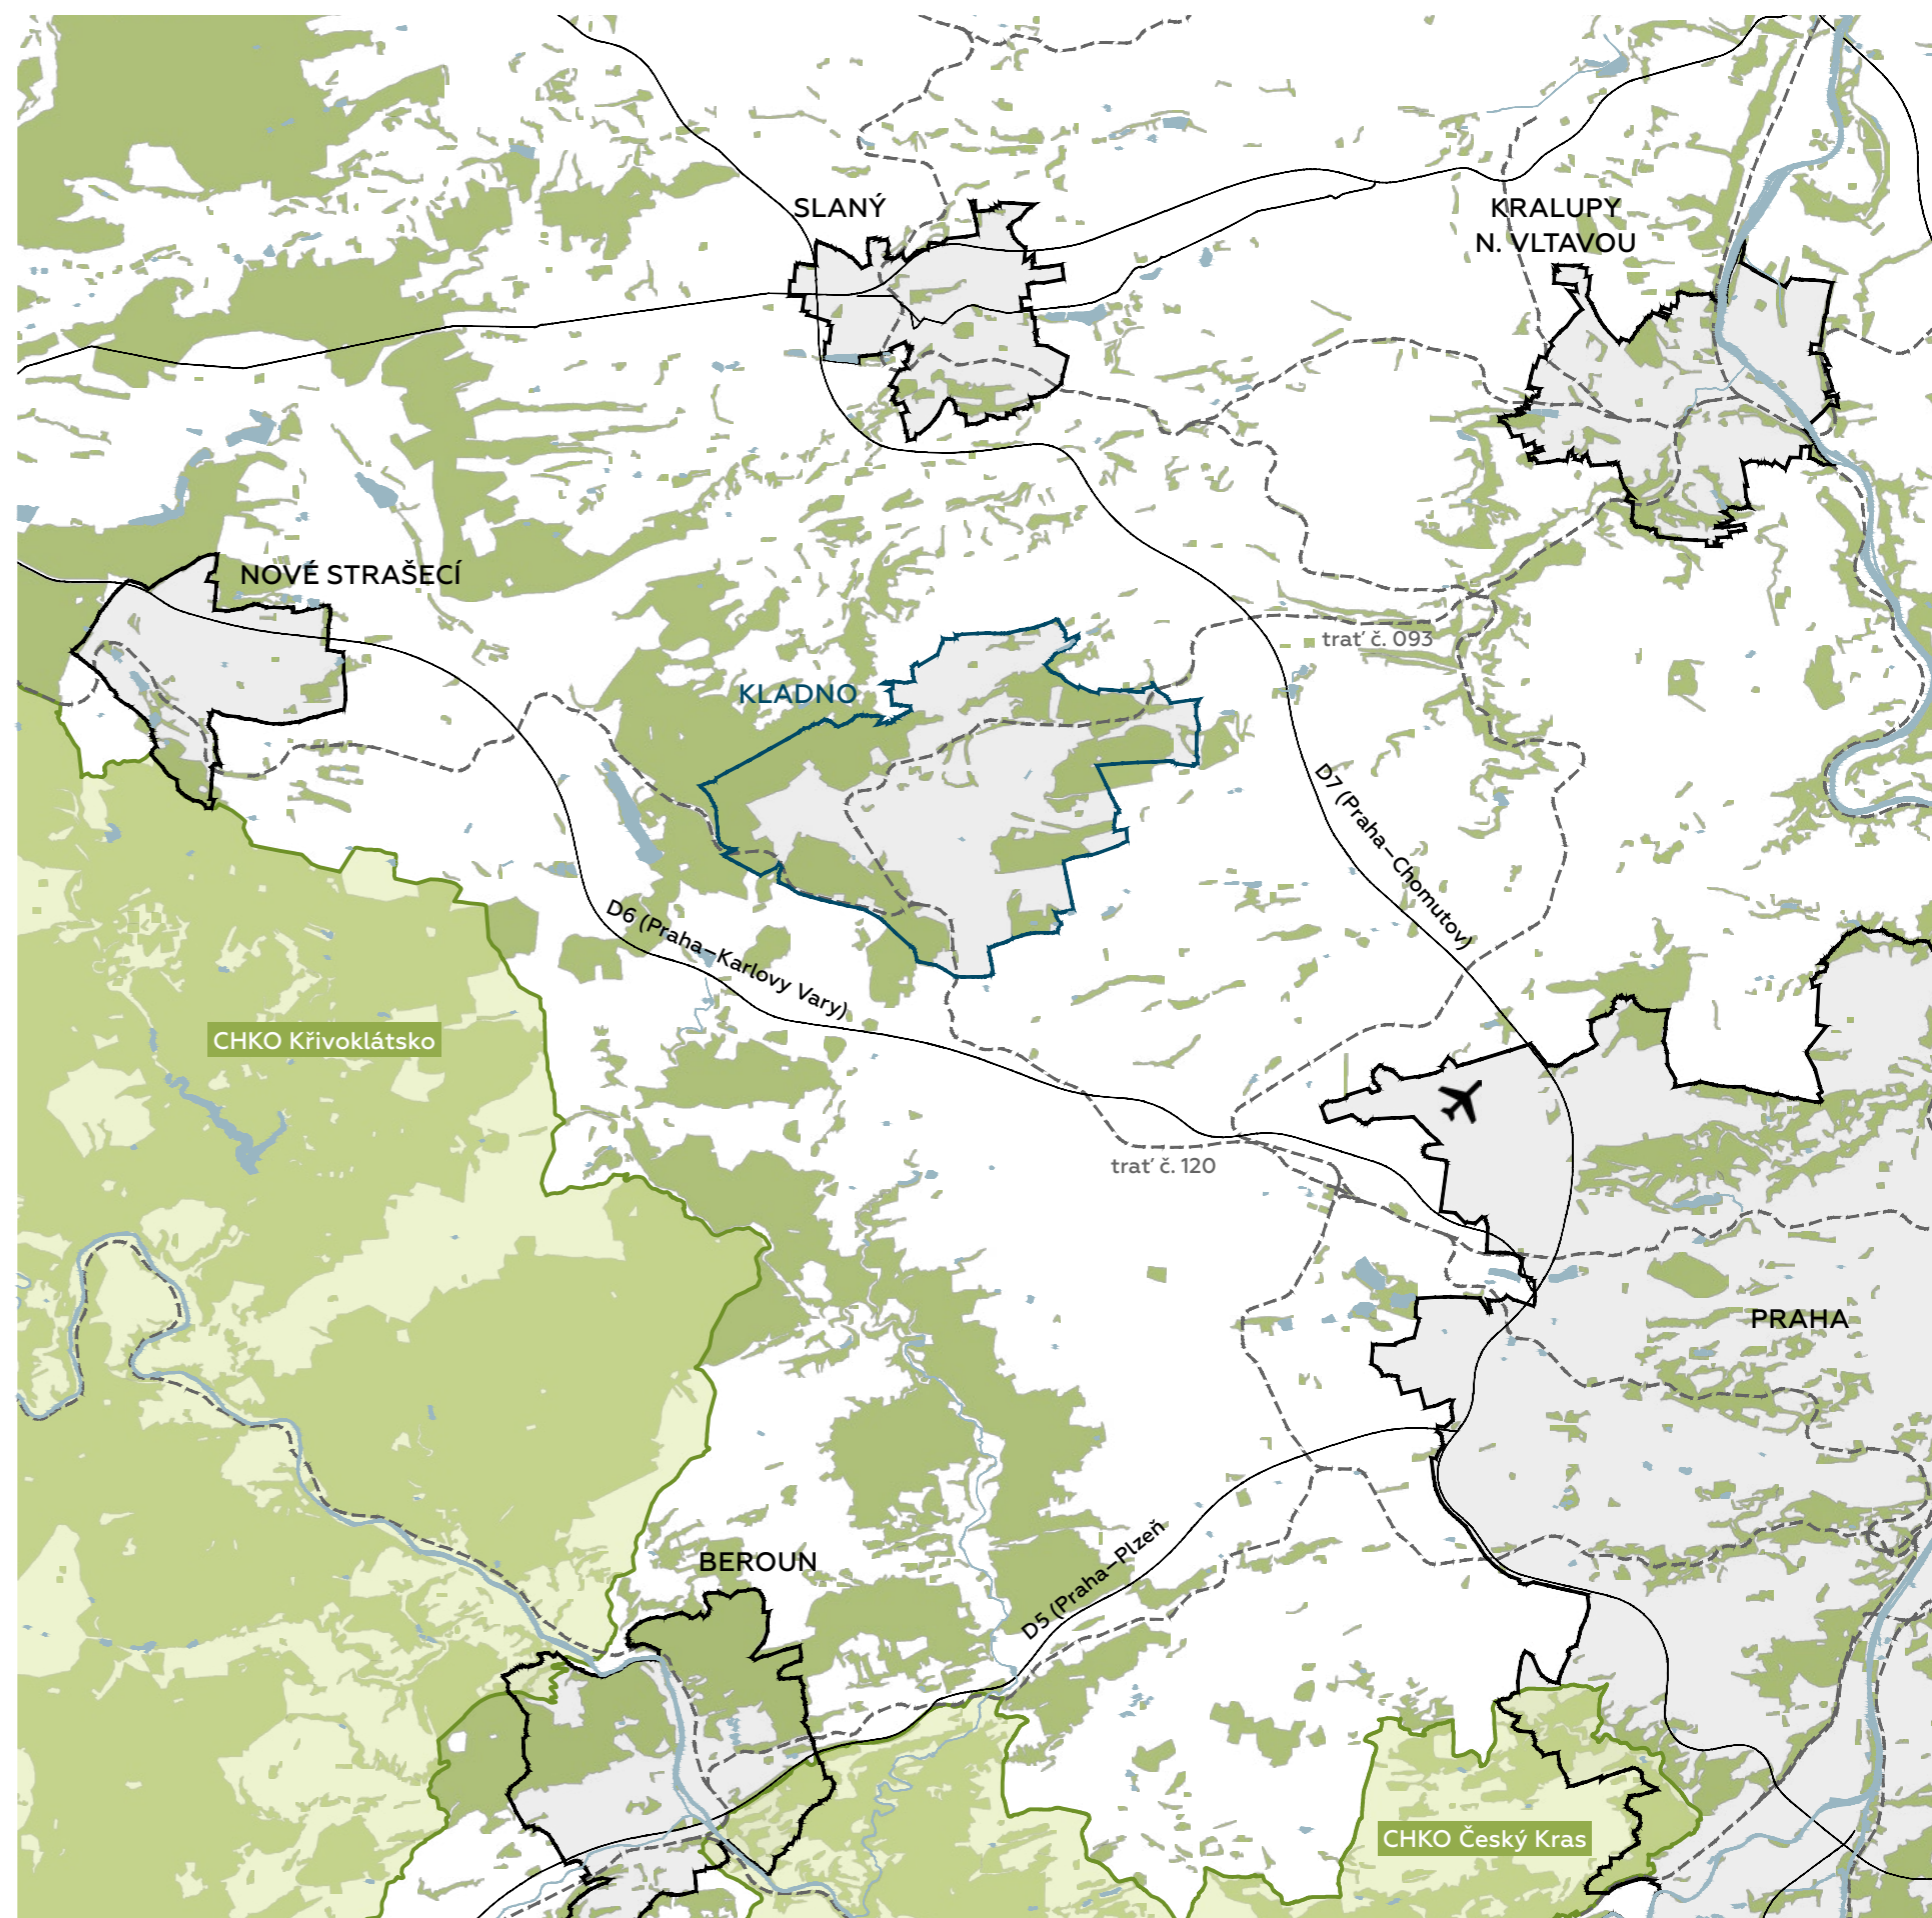 SLANÝ
KRALUPY
N. VLTAVOU
NOVÉ STRAŠECÍ
trať č. 093
KLADNO
D7 (Praha–Chomutov)
D6 (Praha–Karlovy Vary)
CHKO Křivoklátsko
trať č. 120
PRAHA
D5 (Praha–Plzeň
BEROUN
CHKO Český Kras